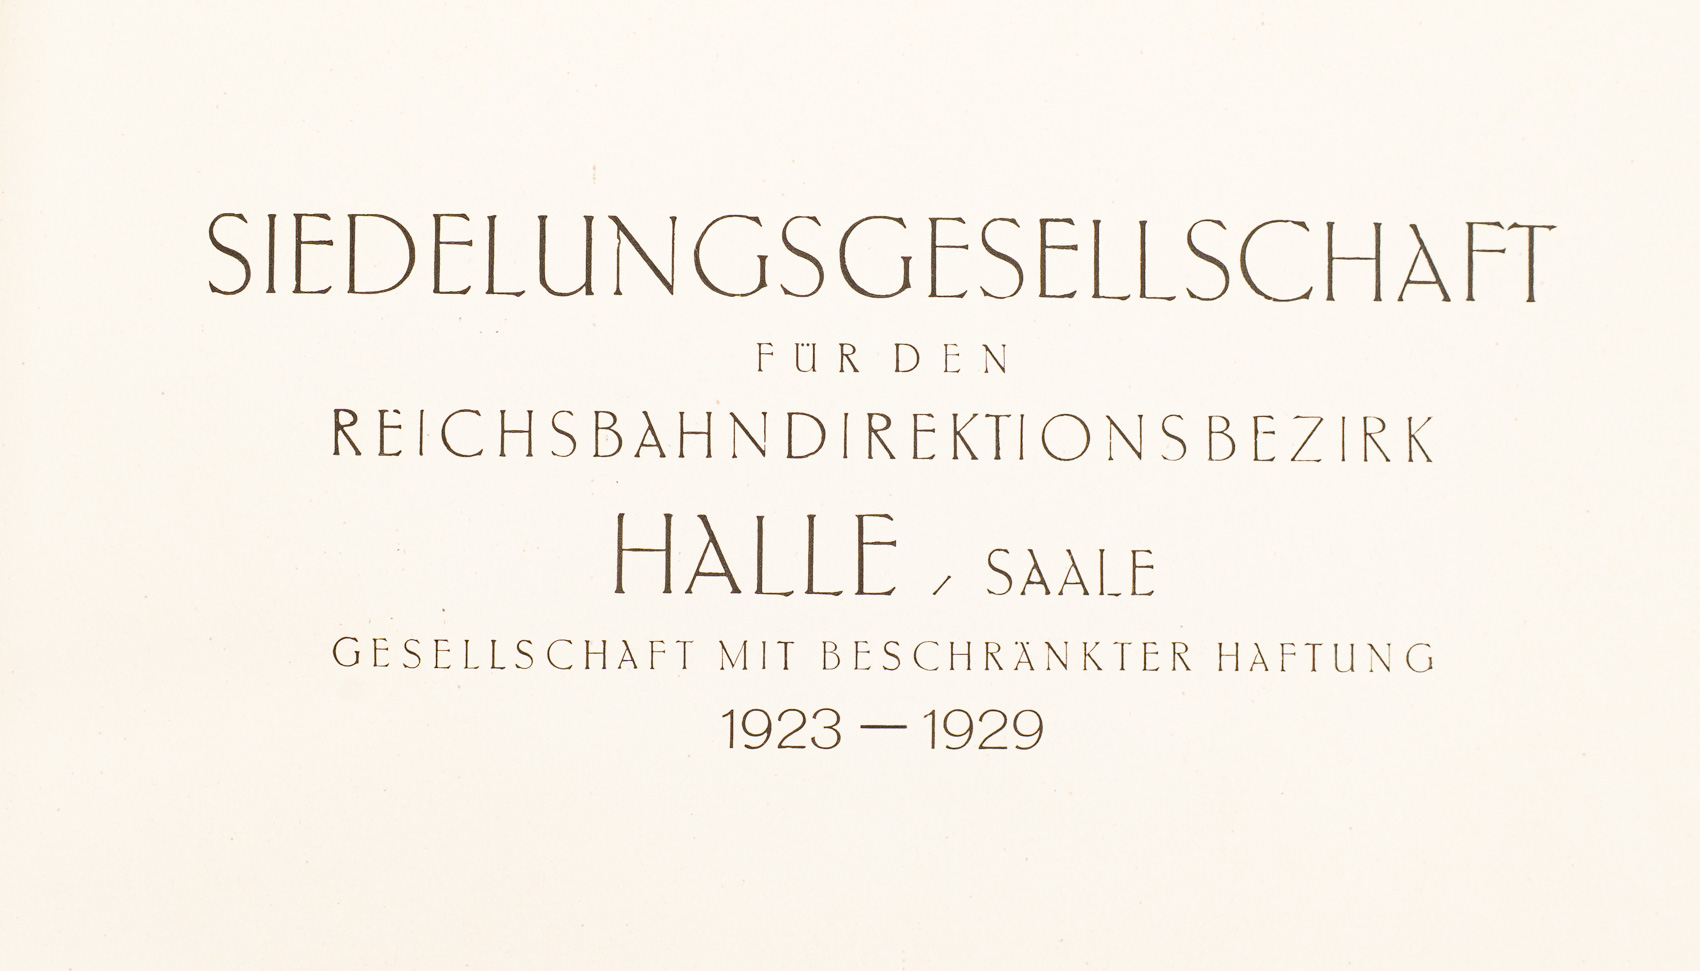 SIEDELUNGSGESELLSCHAFT
FÜR DEN
REICHSBAHNDIREKTIONSBEZIRK
HALLE / SAALE
GESELLSCHAFT MIT BESCHRÄNKTER HAFTUNG
1923 — 1929